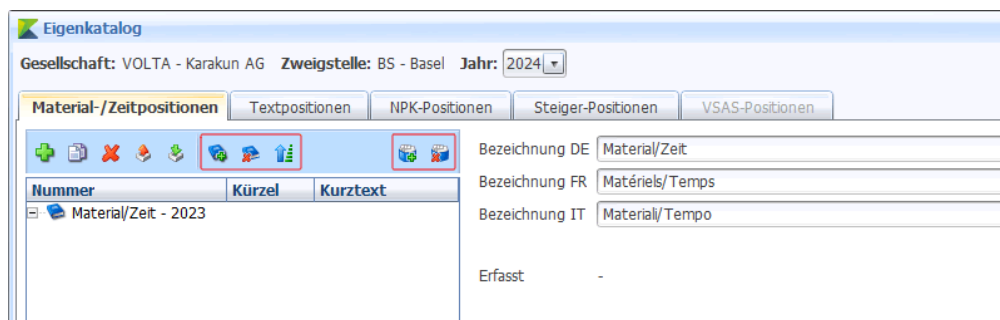 Eigenkatalog
Gesellschaft: VOLTA - Karakun AG Zweigstelle: BS - Basel Jahr: 2024
Material-/Zeitpositionen Textpositionen NPK-Positionen Steiger-Positionen VSAS-Positionen
Bezeichnung DE Material/Zeit
Bezeichnung FR Matériels/Temps
Nummer Kürzel Kurztext
Material/Zeit - 2023
Bezeichnung IT Materiali/Tempo
Erfasst -